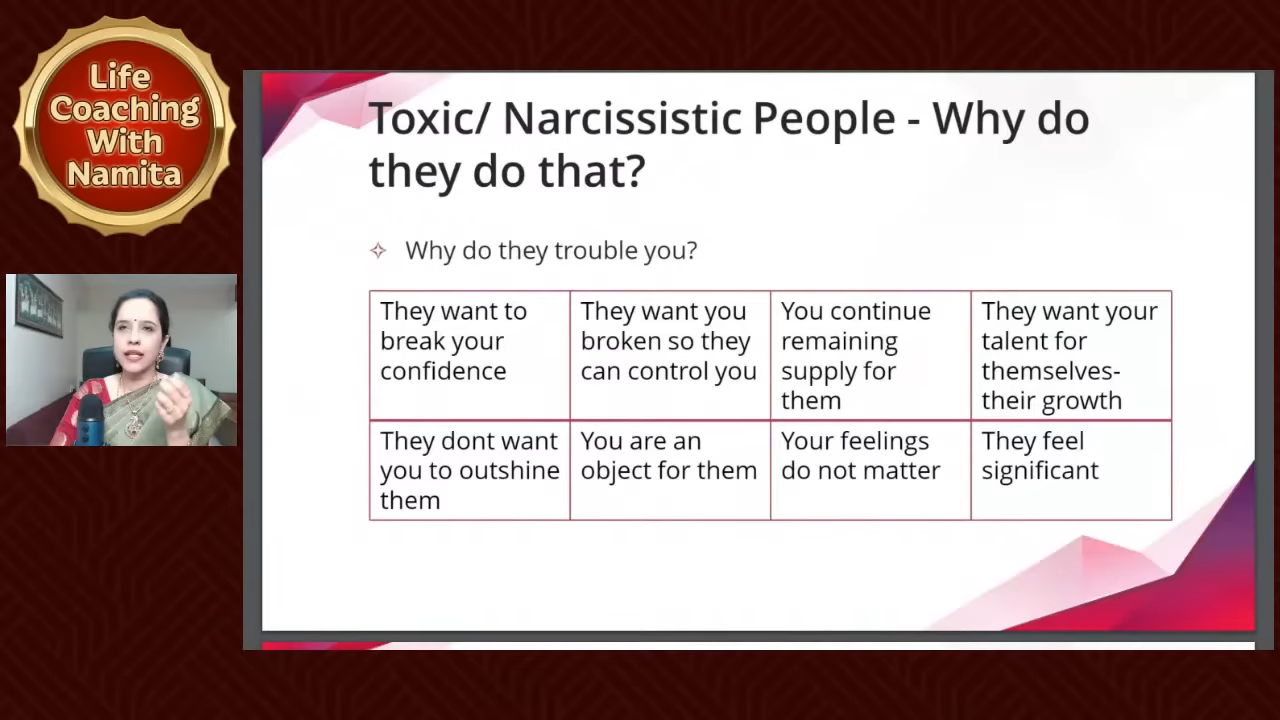 Life
Coaching
With
Namita
Toxic/ Narcissistic People - Why do
they do that?
Why do they trouble you?
They want to
break your
confidence
They want you
broken so they
can control you
You continue
remaining
supply for
them
They want your
talent for
themselves-
their growth
They dont want
you to outshine
them
You are an
object for them
Your feelings
do not matter
They feel
significant